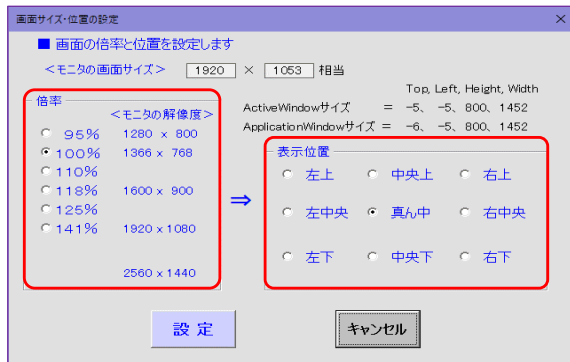 画面サイズ・位置の設定
■ 画面の倍率と位置を設定します
＜モニタの画面サイズ＞ 1920 × 1053 相当
Top, Left, Height, Width
ActiveWindowサイズ = -5、 -5、 800、 1452
ApplicationWindowサイズ = -6、 -5、 800、 1452
倍率
＜モニタの解像度＞
95% 1280 × 800
100% 1366 × 768
110%
118% 1600 × 900
125%
141% 1920×1080
2560×1440
⇒
表示位置
左上 中央上 右上
左中央 真ん中 右中央
左下 中央下 右下
設 定
キャンセル